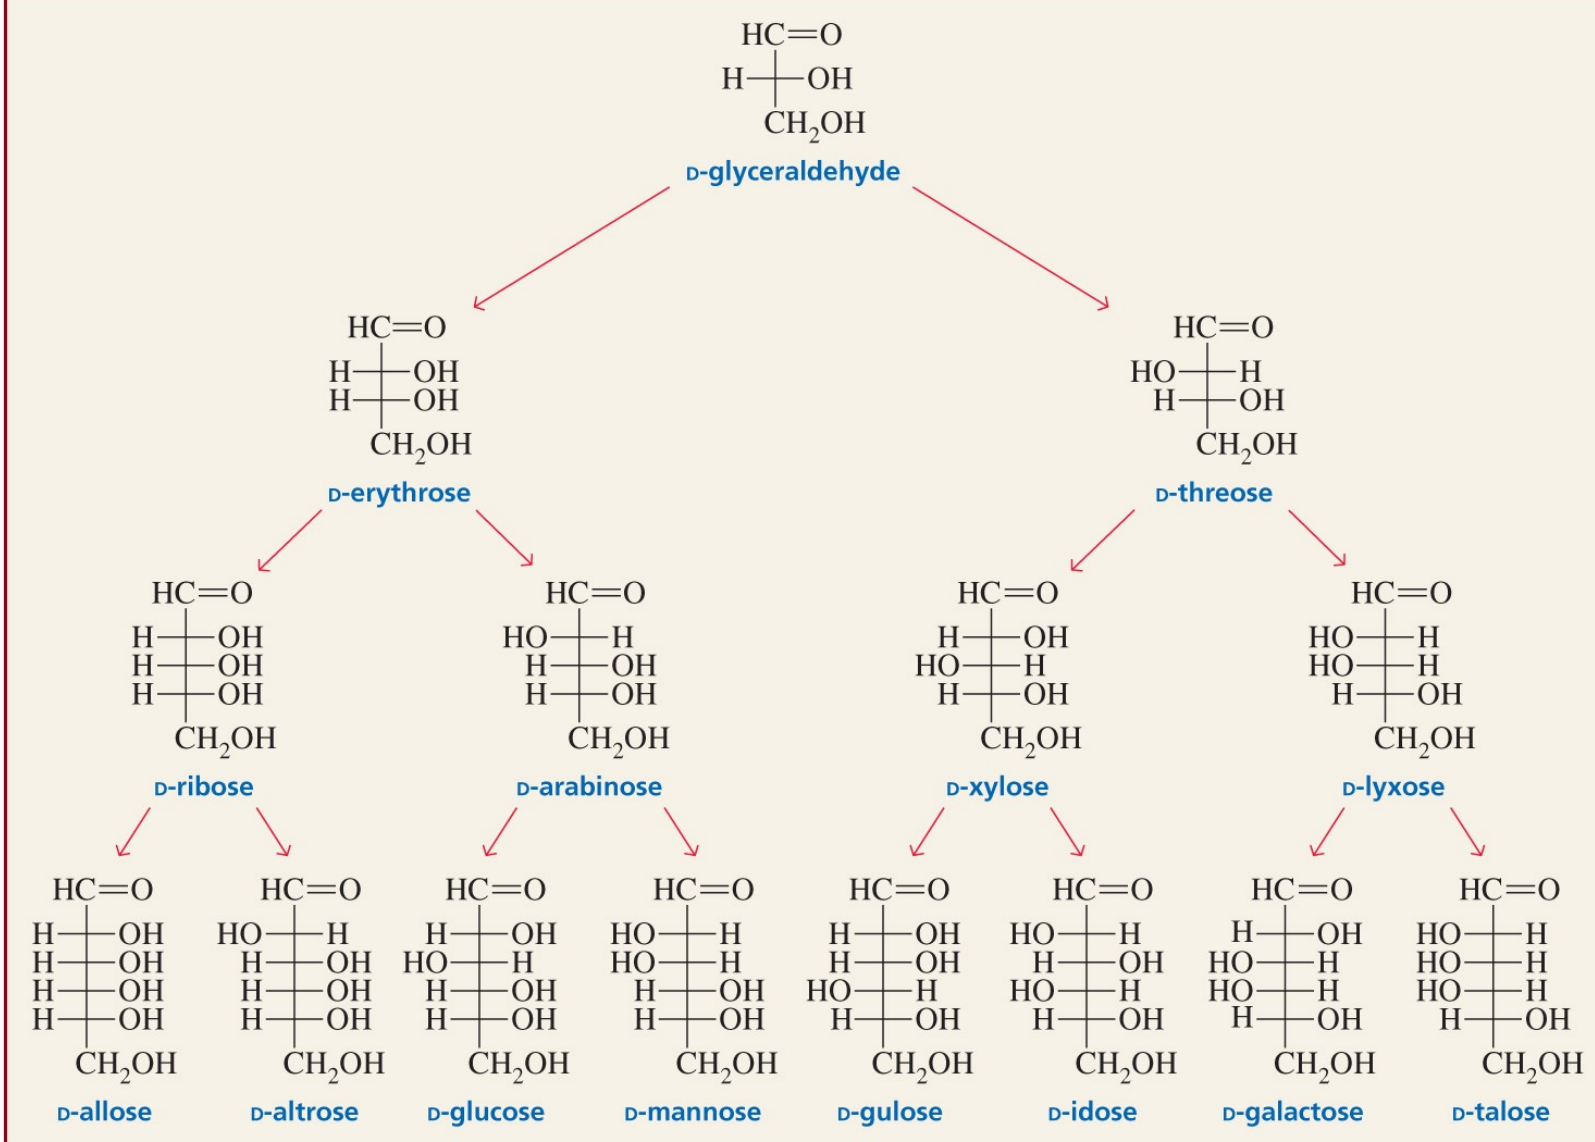 HC=O
H OH
CH₂OH
D-glyceraldehyde
HC=O HC=O
H OH HO H
H OH H OH
CH₂OH CH₂OH
D-erythrose D-threose
HC=O HC=O HC=O HC=O
H OH HO H H OH HO H
H OH H OH HO H HO H
H OH H OH H OH H OH
CH₂OH CH₂OH CH₂OH CH₂OH
D-ribose D-arabinose D-xylose D-lyxose
HC=O HC=O HC=O HC=O HC=O HC=O HC=O HC=O
H OH HO H H OH HO H H OH HO H H OH HO H
H OH H OH HO H HO H H OH H OH HO H HO H
H OH H OH H OH H OH HO H HO H HO H HO H
H OH H OH H OH H OH H OH H OH H OH H OH
CH₂OH CH₂OH CH₂OH CH₂OH CH₂OH CH₂OH CH₂OH CH₂OH
D-allose D-altrose D-glucose D-mannose D-gulose D-idose D-galactose D-talose